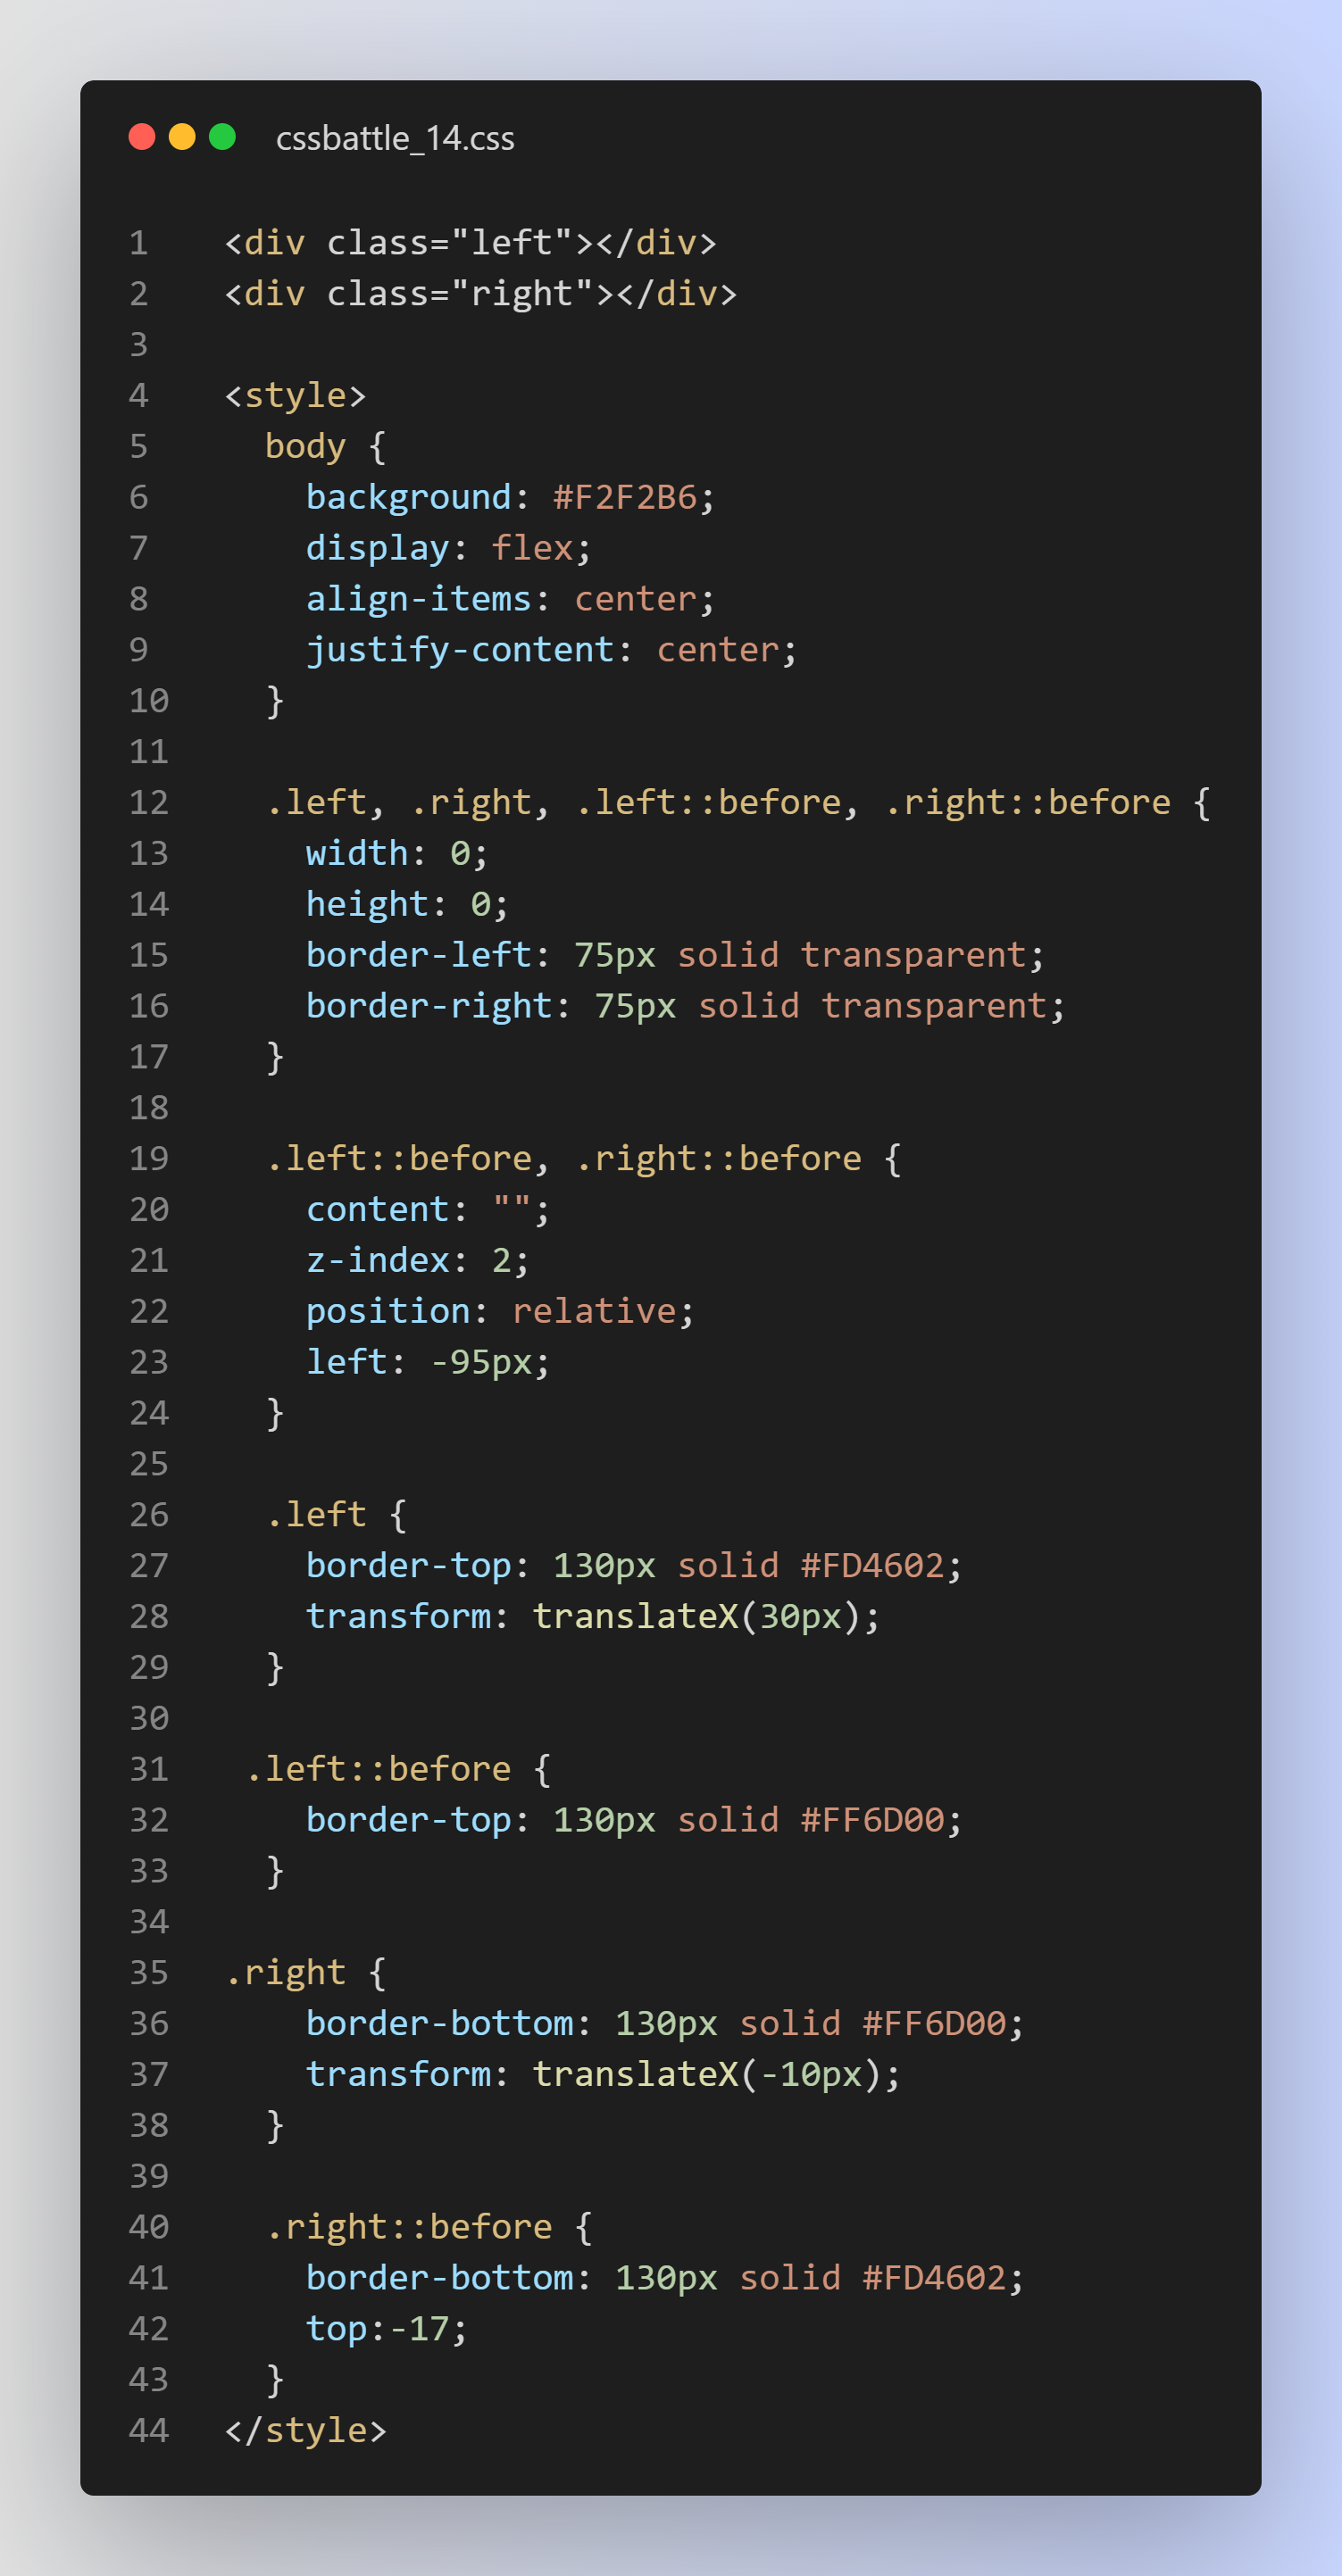 cssbattle_14.css
1 <div class="left"></div>
2 <div class="right"></div>
3
4 <style>
5 body {
6 background: #F2F2B6;
7 display: flex;
8 align-items: center;
9 justify-content: center;
10 }
11
12 .left, .right, .left::before, .right::before {
13 width: 0;
14 height: 0;
15 border-left: 75px solid transparent;
16 border-right: 75px solid transparent;
17 }
18
19 .left::before, .right::before {
20 content: "";
21 z-index: 2;
22 position: relative;
23 left: -95px;
24 }
25
26 .left {
27 border-top: 130px solid #FD4602;
28 transform: translateX(30px);
29 }
30
31 .left::before {
32 border-top: 130px solid #FF6D00;
33 }
34
35 .right {
36 border-bottom: 130px solid #FF6D00;
37 transform: translateX(-10px);
38 }
39
40 .right::before {
41 border-bottom: 130px solid #FD4602;
42 top:-17;
43 }
44 </style>